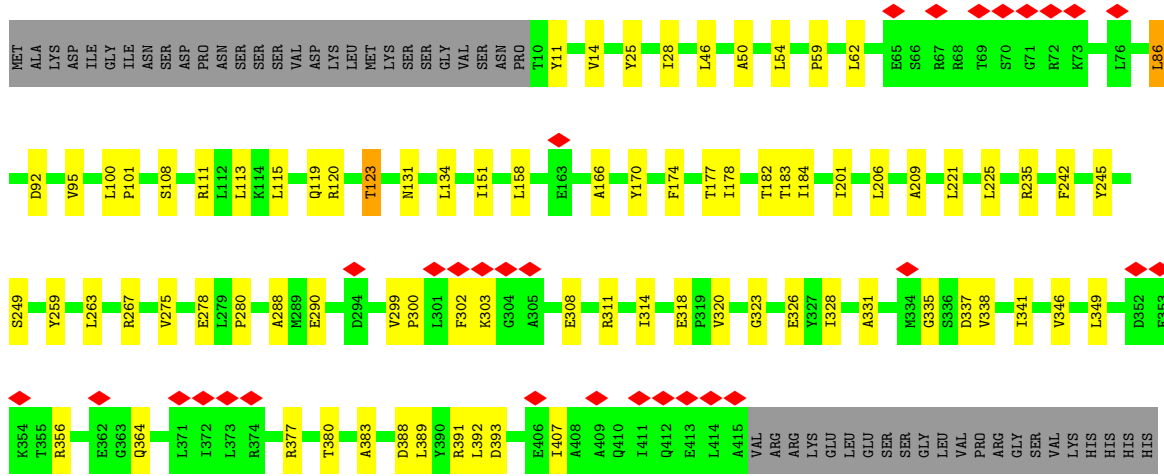 MET ALA LYS ASP ILE GLY ILE ASN SER ASP PRO ASN SER SER SER VAL ASP LYS LEU MET LYS SER SER GLY VAL SER ASN PRO T10 Y11 V14 Y25 I28 L46 A50 L54 P59 L62 E65 S66 R67 R68 T69 S70 G71 R72 K73 L76 L86
D92 V95 L100 P101 S108 R111 L112 L113 K114 L115 Q119 R120 T123 N131 L134 I151 L158 E163 A166 Y170 F174 T177 I178 T182 T183 I184 I201 L206 A209 L221 L225 R235 F242 Y245
S249 Y259 L263 R267 V275 E278 L279 P280 A288 M289 E290 D294 V299 P300 L301 F302 K303 G304 A305 E308 R311 I314 E318 P319 V320 G323 E326 Y327 I328 A331 M334 G335 S336 D337 V338 I341 V346 L349 D352
K354 T355 R356 E362 G363 Q364 L371 I372 L373 R374 R377 T380 A383 D388 L389 Y390 R391 L392 D393 E406 I407 A408 A409 Q410 I411 Q412 E413 L414 A415 VAL ARG ARG LYS GLU LEU LEU GLU SER SER GLY LEU VAL PRO ARG GLY SER VAL LYS HIS HIS HIS HIS